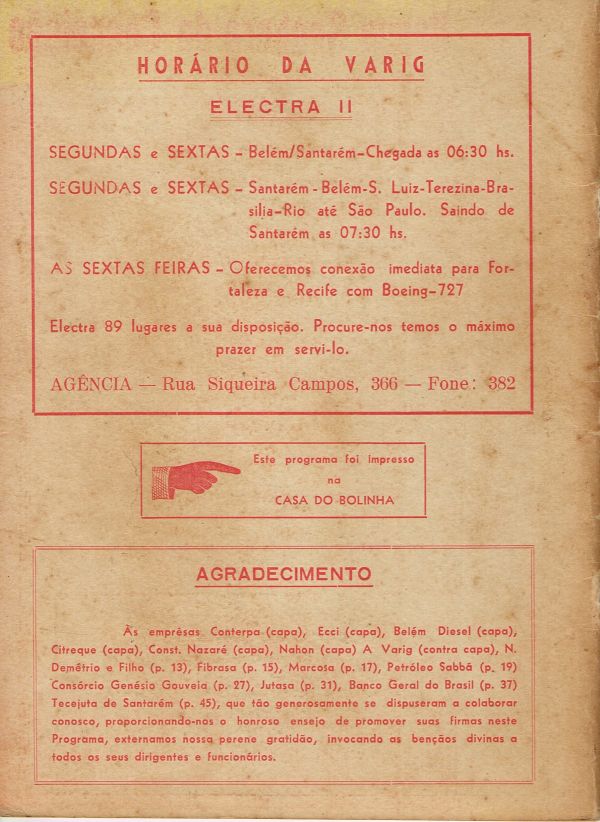 HORÁRIO DA VARIG
ELECTRA II
SEGUNDAS e SEXTAS – Belém/Santarém–Chegada as 06:30 hs.
SEGUNDAS e SEXTAS – Santarém - Belém–S. Luiz-Terezina-Bra-
silia–Rio até São Paulo. Saindo de
Santarém as 07:30 hs.
AS SEXTAS FEIRAS – Oferecemos conexão imediata para For-
taleza e Recife com Boeing–727
Electra 89 lugares a sua disposição. Procure-nos temos o máximo
prazer em servi-lo.
AGÊNCIA — Rua Siqueira Campos, 366 — Fone: 382
Este programa foi impresso
na
CASA DO BOLINHA
AGRADECIMENTO
Às emprêsas Conterpa (capa), Ecci (capa), Belém Diesel (capa),
Citreque (capa), Const. Nazaré (capa), Nahon (capa) A Varig (contra capa), N.
Demétrio e Filho (p. 13), Fibrasa (p. 15), Marcosa (p. 17), Petróleo Sabbá (p. 19)
Consórcio Genésio Gouveia (p. 27), Jutasa (p. 31), Banco Geral do Brasil (p. 37)
Tecejuta de Santarém (p. 45), que tão generosamente se dispuseram a colaborar
conosco, proporcionando-nos o honroso ensejo de promover suas firmas neste
Programa, externamos nossa perene gratidão, invocando as bençãos divinas a
todos os seus dirigentes e funcionários.